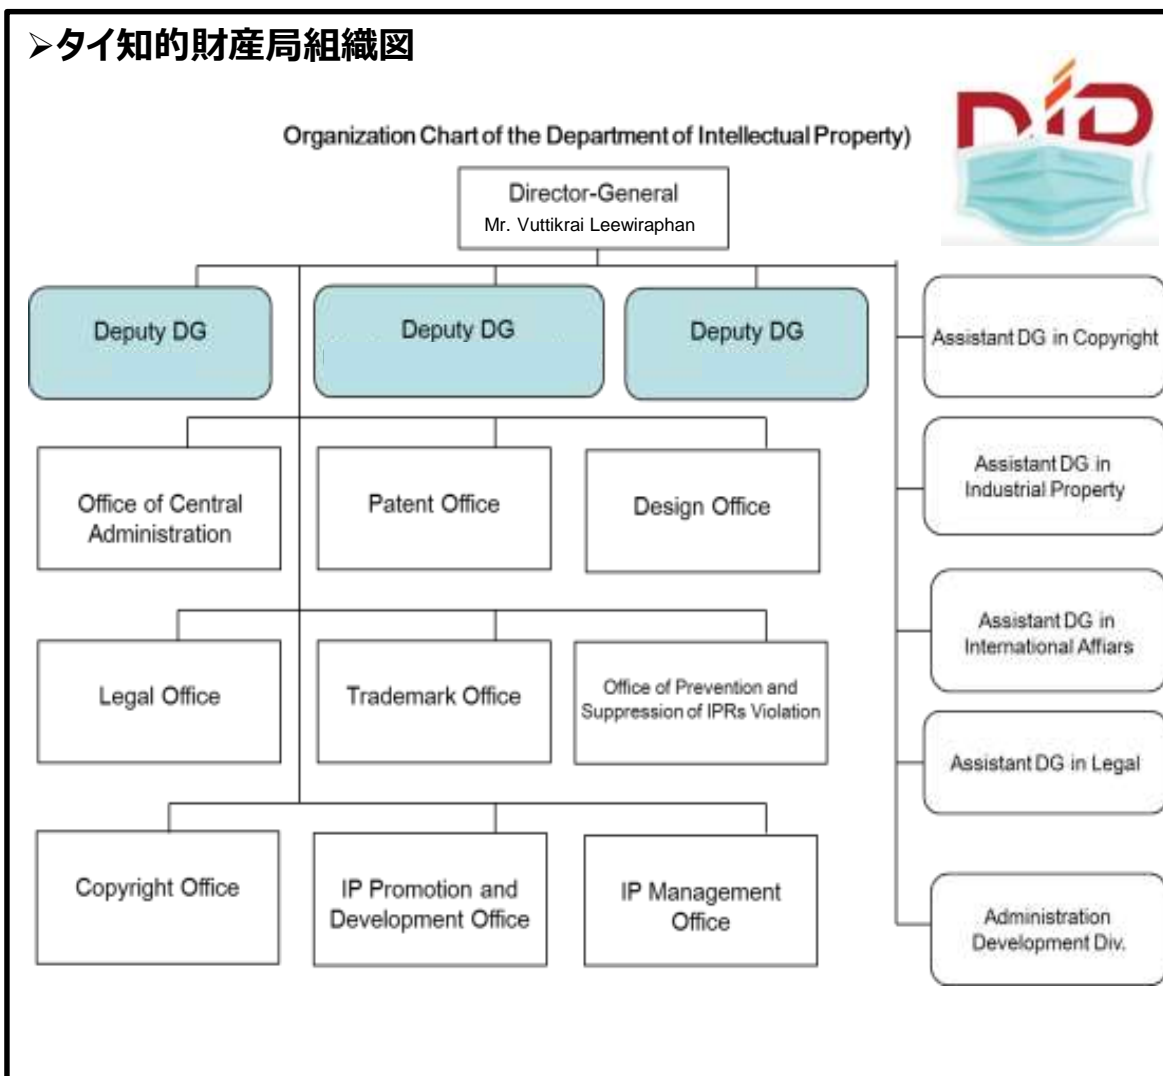 ➢タイ知的財産局組織図
DIP
Organization Chart of the Department of Intellectual Property)
Director-General
Mr. Vuttikrai Leewiraphan
Deputy DG
Deputy DG
Deputy DG
Assistant DG in Copyright
Office of Central
Administration
Patent Office
Design Office
Assistant DG in
Industrial Property
Legal Office
Trademark Office
Office of Prevention and
Suppression of IPRs Violation
Assistant DG in
International Affiars
Assistant DG in Legal
Copyright Office
IP Promotion and
Development Office
IP Management
Office
Administration
Development Div.